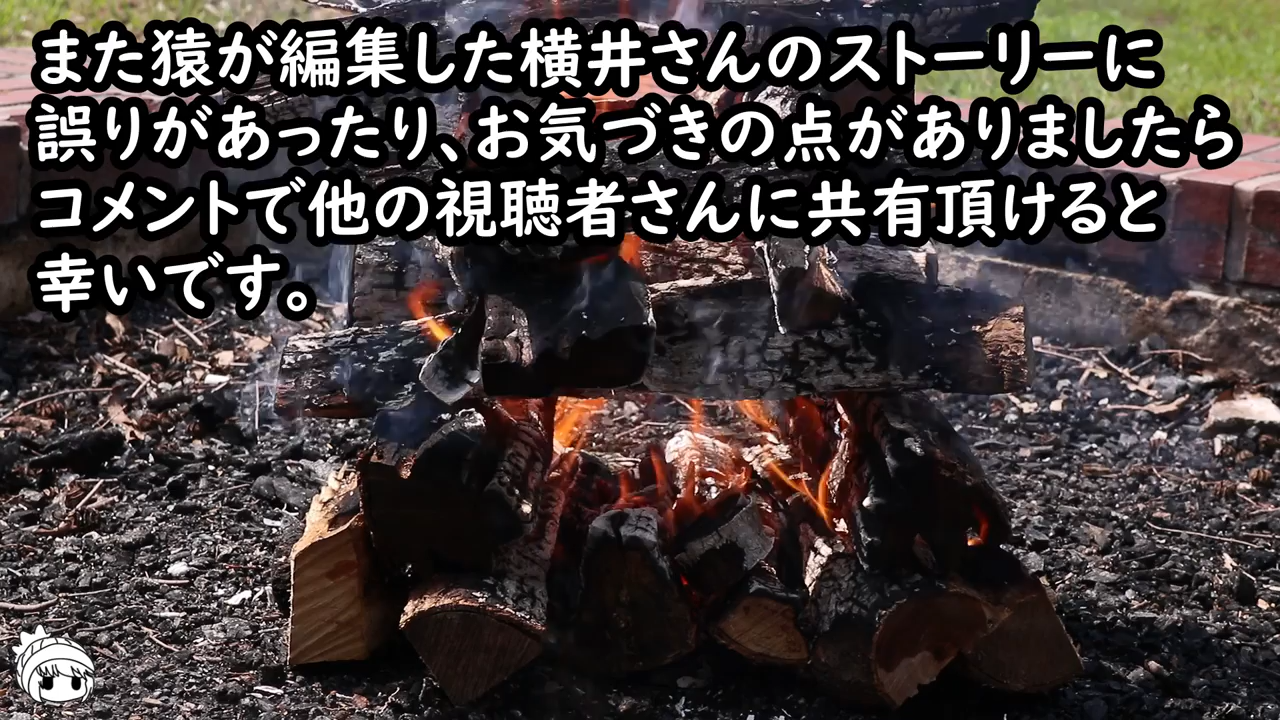 また猿が編集した横井さんのストーリーに
誤りがあったり、お気づきの点がありましたら
コメントで他の視聴者さんに共有頂けると
幸いです。